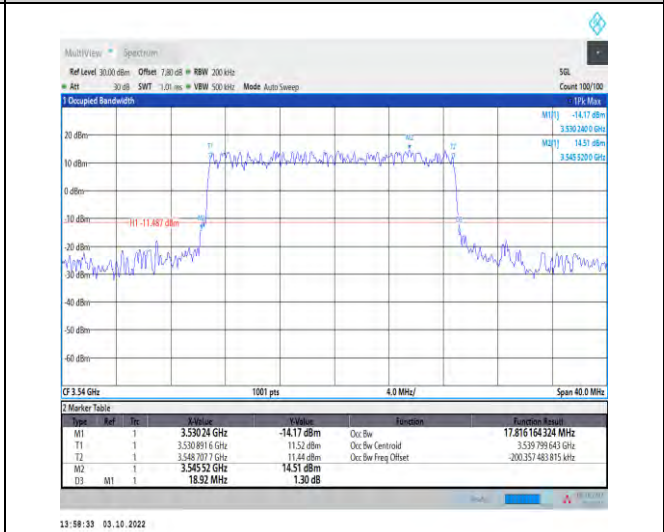 MultiView Spectrum
Ref Level 30.00 dBm Offset 7.80 dB RBW 200 kHz SGL
Att 30 dB SWT 1.01 ms VBW 500 kHz Mode Auto Sweep Count 100/100
1 Occupied Bandwidth 1Pk Max
M1[1] -14.17 dBm
3.530 240 0 GHz
M2[1] 14.51 dBm
3.545 520 0 GHz
20 dBm
T1 M2 T2
10 dBm
0 dBm
-10 dBm
H1 -11.487 dBm
-20 dBm
-30 dBm
-40 dBm
-50 dBm
-60 dBm
CF 3.54 GHz 1001 pts 4.0 MHz/ Span 40.0 MHz
2 Marker Table
Type Ref Trc X-Value Y-Value Function Function Result
M1 1 3.53024 GHz -14.17 dBm Occ Bw 17.816 164 324 MHz
T1 1 3.530 891 6 GHz 11.52 dBm Occ Bw Centroid 3.539 799 643 GHz
T2 1 3.548 707 7 GHz 11.44 dBm Occ Bw Freq Offset -200.357 483 815 kHz
M2 1 3.54552 GHz 14.51 dBm
D3 M1 1 18.92 MHz 1.30 dB
13:58:33 03.10.2022